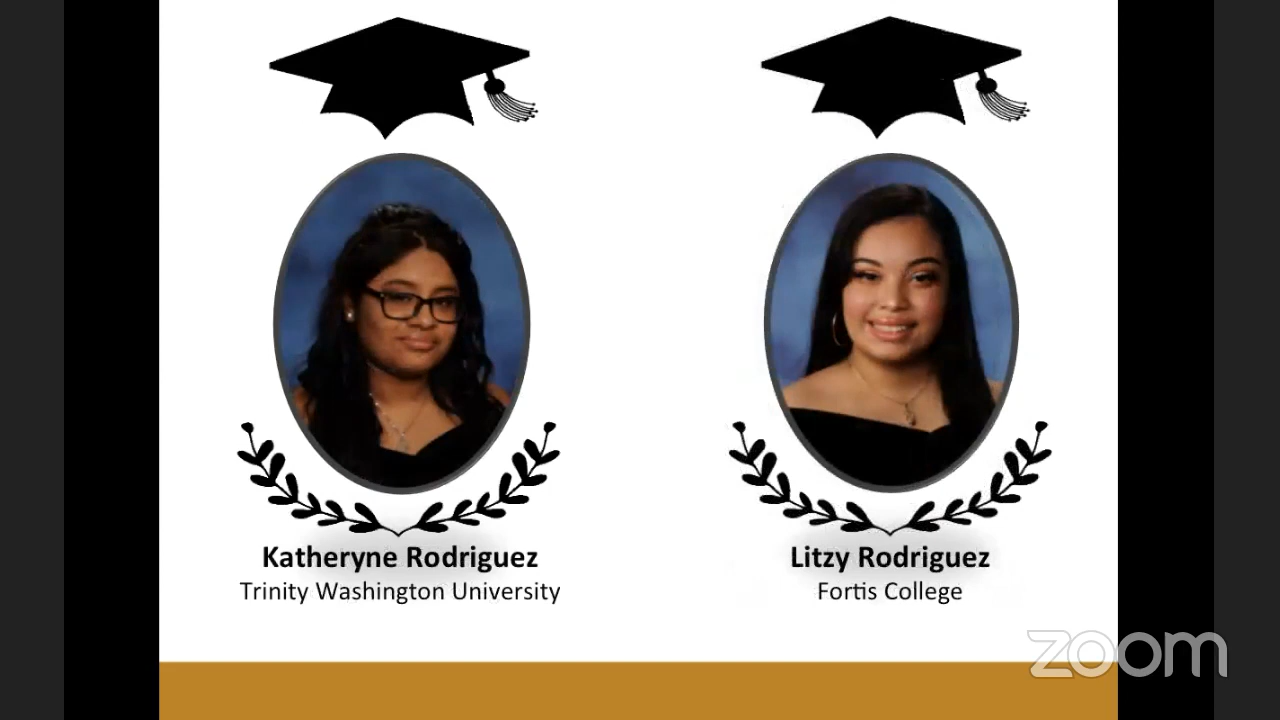 Katheryne Rodriguez
Trinity Washington University
Litzy Rodriguez
Fortis College
zoom